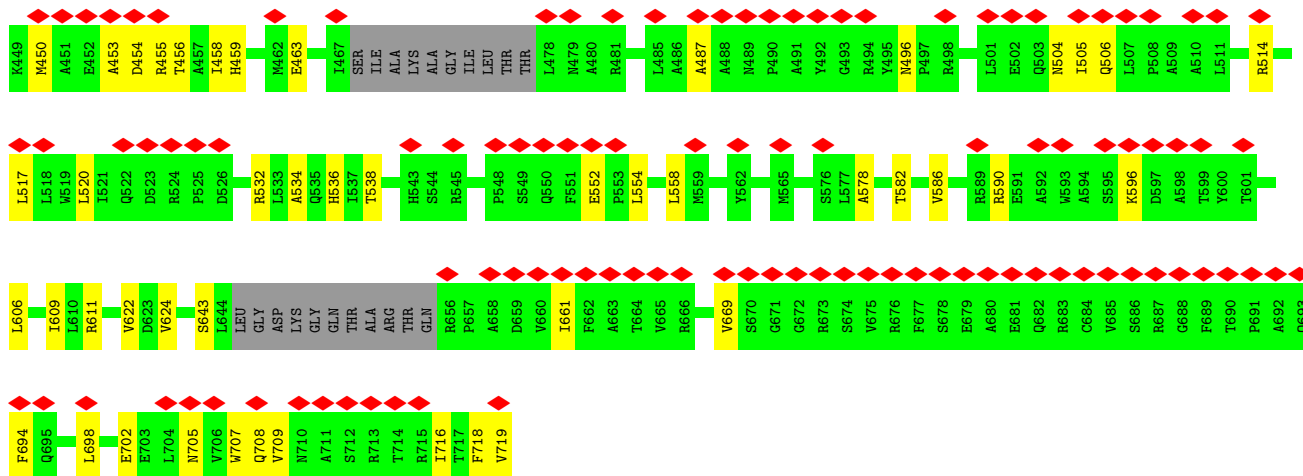 K449 M450 A451 E452 A453 D454 R455 T456 A457 I458 H459 M462 E463 I467 SER ILE ALA LYS ALA GLY ILE LEU THR THR L478 N479 A480 R481 L485 A486 A487 A488 N489 P490 A491 Y492 G493 R494 Y495 N496 P497 R498 L501 E502 Q503 N504 I505 Q506 L507 P508 A509 A510 L511 R514
L517 L518 W519 L520 I521 Q522 D523 R524 P525 D526 R532 L533 A534 Q535 H536 I537 T538 H543 S544 R545 P548 S549 Q550 F551 E552 P553 L554 L558 M559 Y562 M565 S576 L577 A578 T582 V586 R589 R590 E591 A592 W593 A594 S595 K596 D597 A598 T599 Y600 T601
L606 I609 L610 R611 V622 D623 V624 S643 L644 LEU GLY ASP LYS GLY GLN THR ALA ARG THR GLN R656 P657 A658 D659 V660 I661 F662 A663 T664 V665 R666 V669 S670 G671 G672 R673 S674 V675 R676 F677 S678 E679 A680 E681 Q682 R683 C684 V685 S686 R687 G688 F689 T690 P691 A692 Q693
F694 Q695 L698 E702 E703 L704 N705 V706 W707 Q708 V709 N710 A711 S712 R713 T714 R715 I716 T717 F718 V719